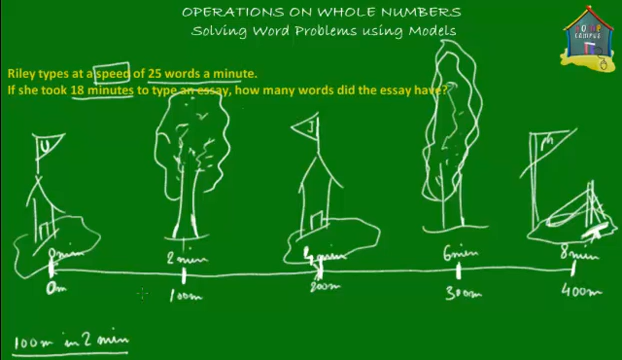 OPERATIONS ON WHOLE NUMBERS
Solving Word Problems using Models
HOME
CAMPUS
Riley types at a speed of 25 words a minute.
If she took 18 minutes to type an essay, how many words did the essay have?
U
J
M
0min 2min 4min 6min 8min
0m 100m 200m 300m 400m
100m in 2 min